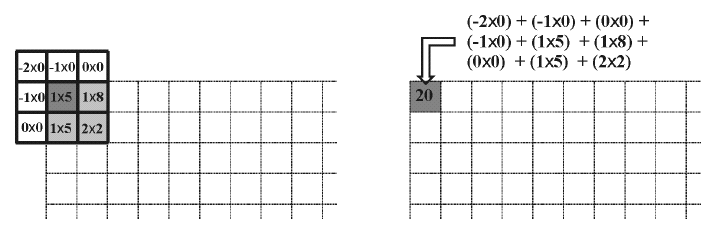 -2x0 -1x0 0x0
-1x0 1x5 1x8
0x0 1x5 2x2
(-2x0) + (-1x0) + (0x0) +
(-1x0) + (1x5) + (1x8) +
(0x0) + (1x5) + (2x2)
20